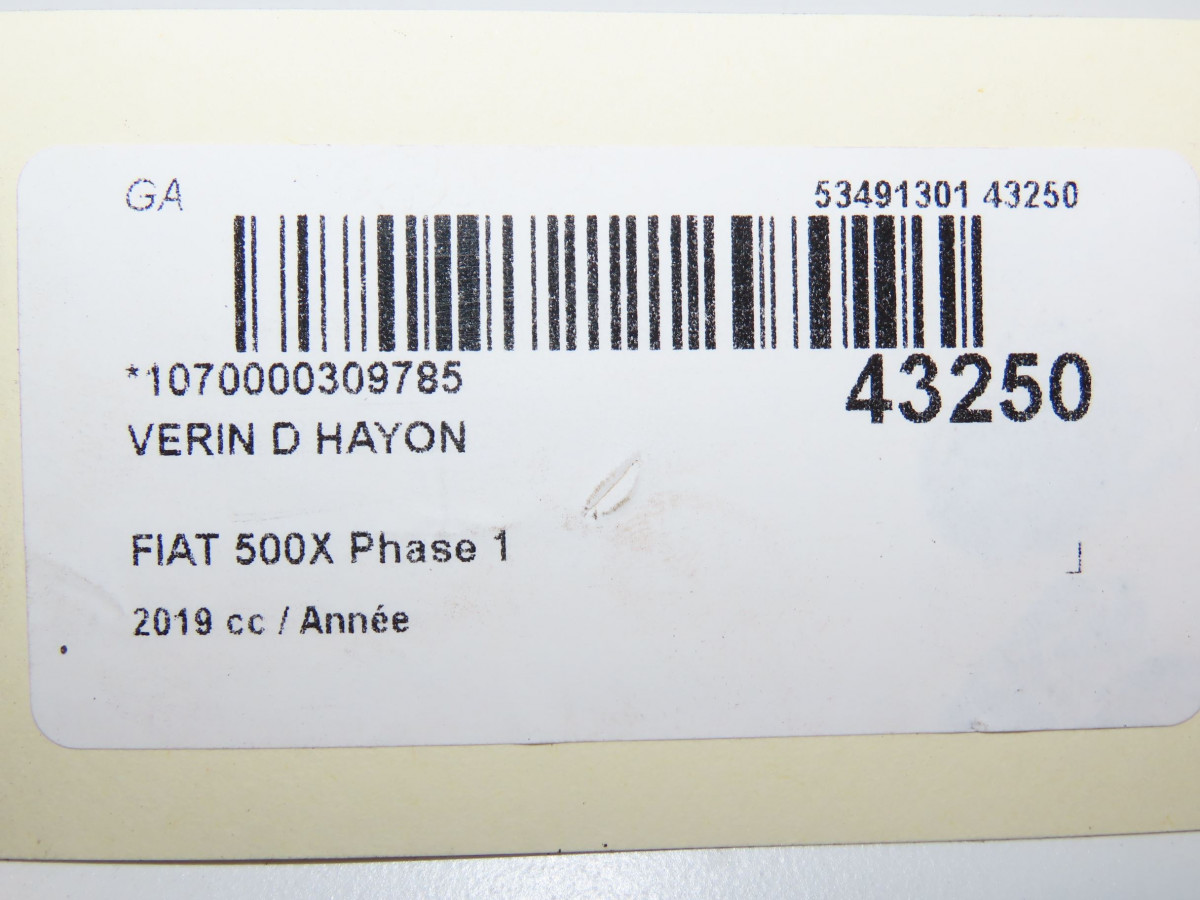 GA
53491301 43250
*1070000309785
43250
VERIN D HAYON
FIAT 500X Phase 1
2019 cc / Année